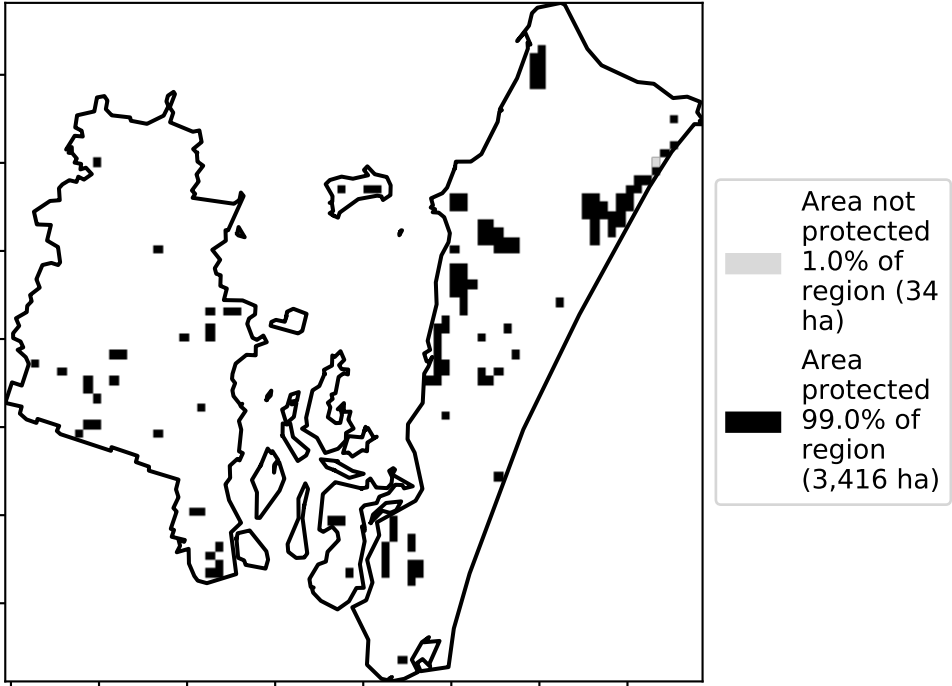 Area not
protected
1.0% of
region (34
ha)
Area
protected
99.0% of
region
(3,416 ha)